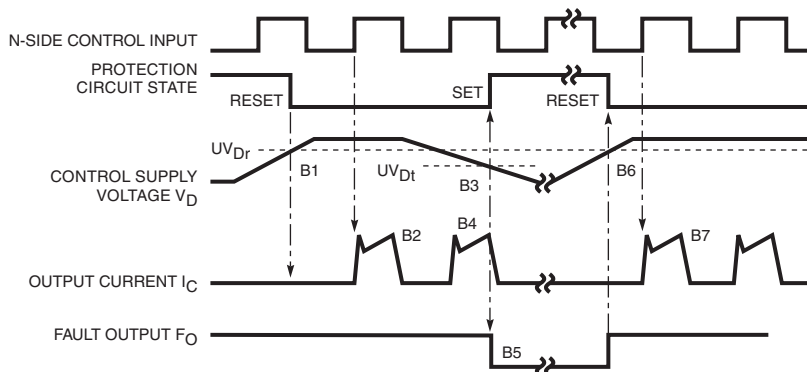 N-SIDE CONTROL INPUT
PROTECTION
CIRCUIT STATE
RESET
SET
RESET
UVDr
B1
UVDt
B3
B6
CONTROL SUPPLY
VOLTAGE VD
B2
B4
B7
OUTPUT CURRENT IC
FAULT OUTPUT FO
B5